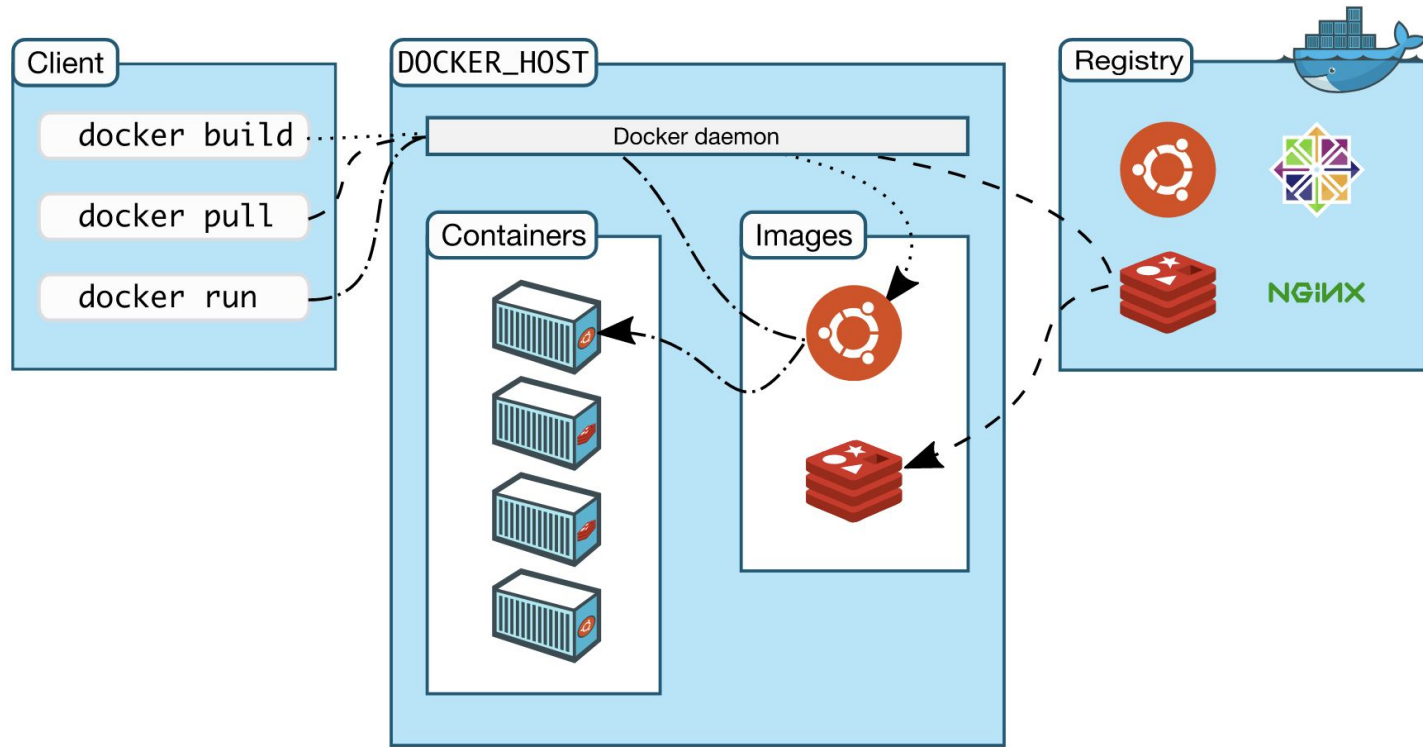 Client
docker build
docker pull
docker run
DOCKER_HOST
Docker daemon
Containers
Images
Registry
NGiNX